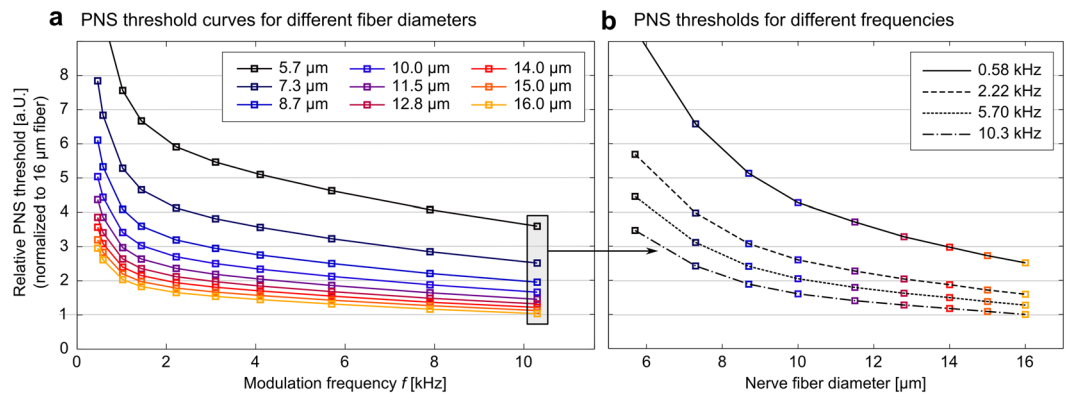 a PNS threshold curves for different fiber diameters
Relative PNS threshold [a.U.]
(normalized to 16 μm fiber)
8
7
6
5
4
3
2
1
0
5.7 μm 10.0 μm 14.0 μm
7.3 μm 11.5 μm 15.0 μm
8.7 μm 12.8 μm 16.0 μm
0 2 4 6 8 10
Modulation frequency f [kHz]
b PNS thresholds for different frequencies
0.58 kHz
2.22 kHz
5.70 kHz
10.3 kHz
6 8 10 12 14 16
Nerve fiber diameter [μm]